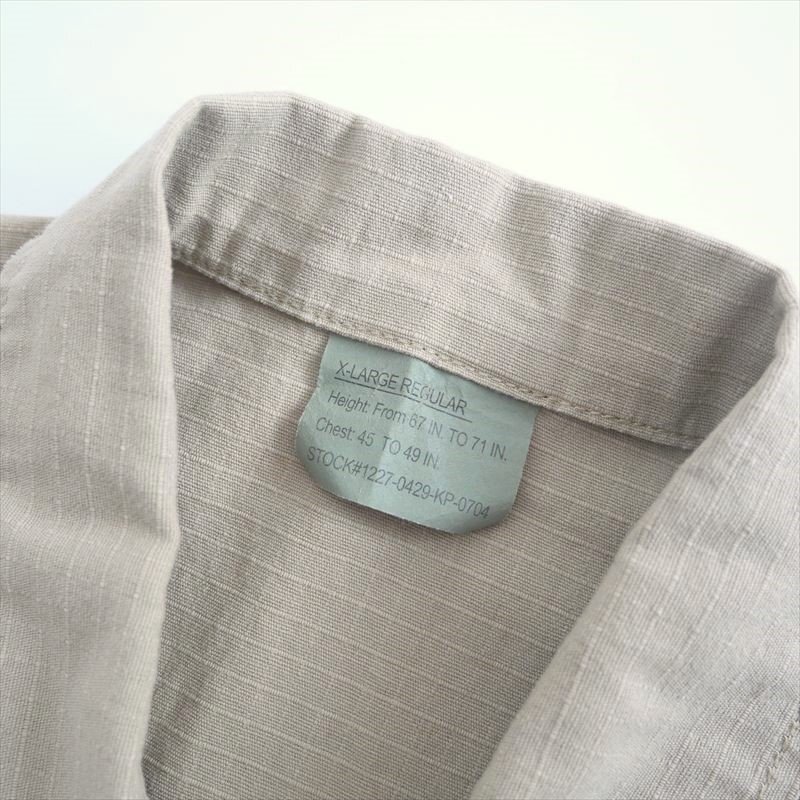 X-LARGE REGULAR
Height: From 67 IN. TO 71 IN.
Chest: 45 TO 49 IN.
STOCK#1227-0429-KP-0704